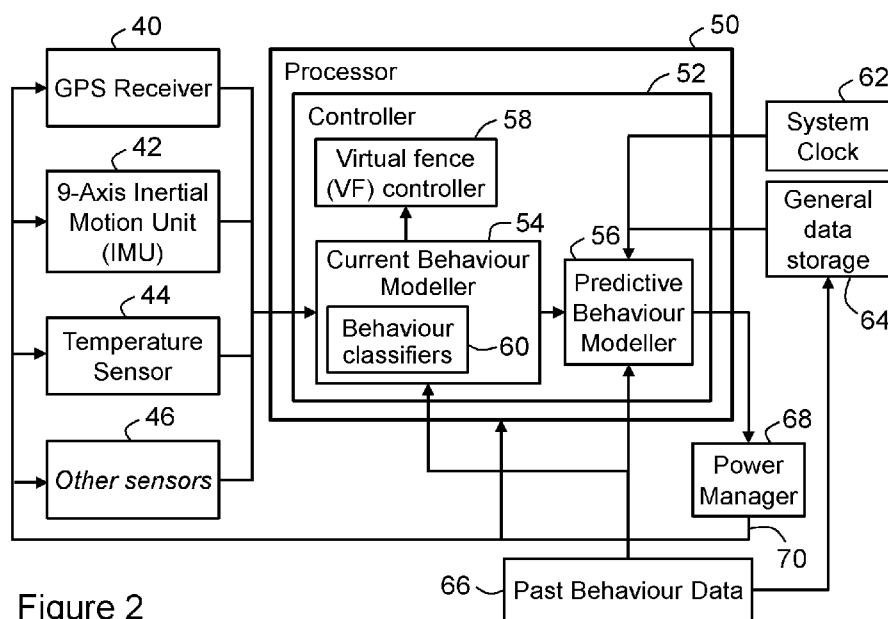 40
GPS Receiver
42
9-Axis Inertial
Motion Unit
(IMU)
44
Temperature
Sensor
46
Other sensors
50
Processor
52
Controller
58
Virtual fence
(VF) controller
54
Current Behaviour
Modeller
Behaviour
classifiers
60
56
Predictive
Behaviour
Modeller
62
System
Clock
General
data
storage
64
68
Power
Manager
70
66
Past Behaviour Data
Figure 2